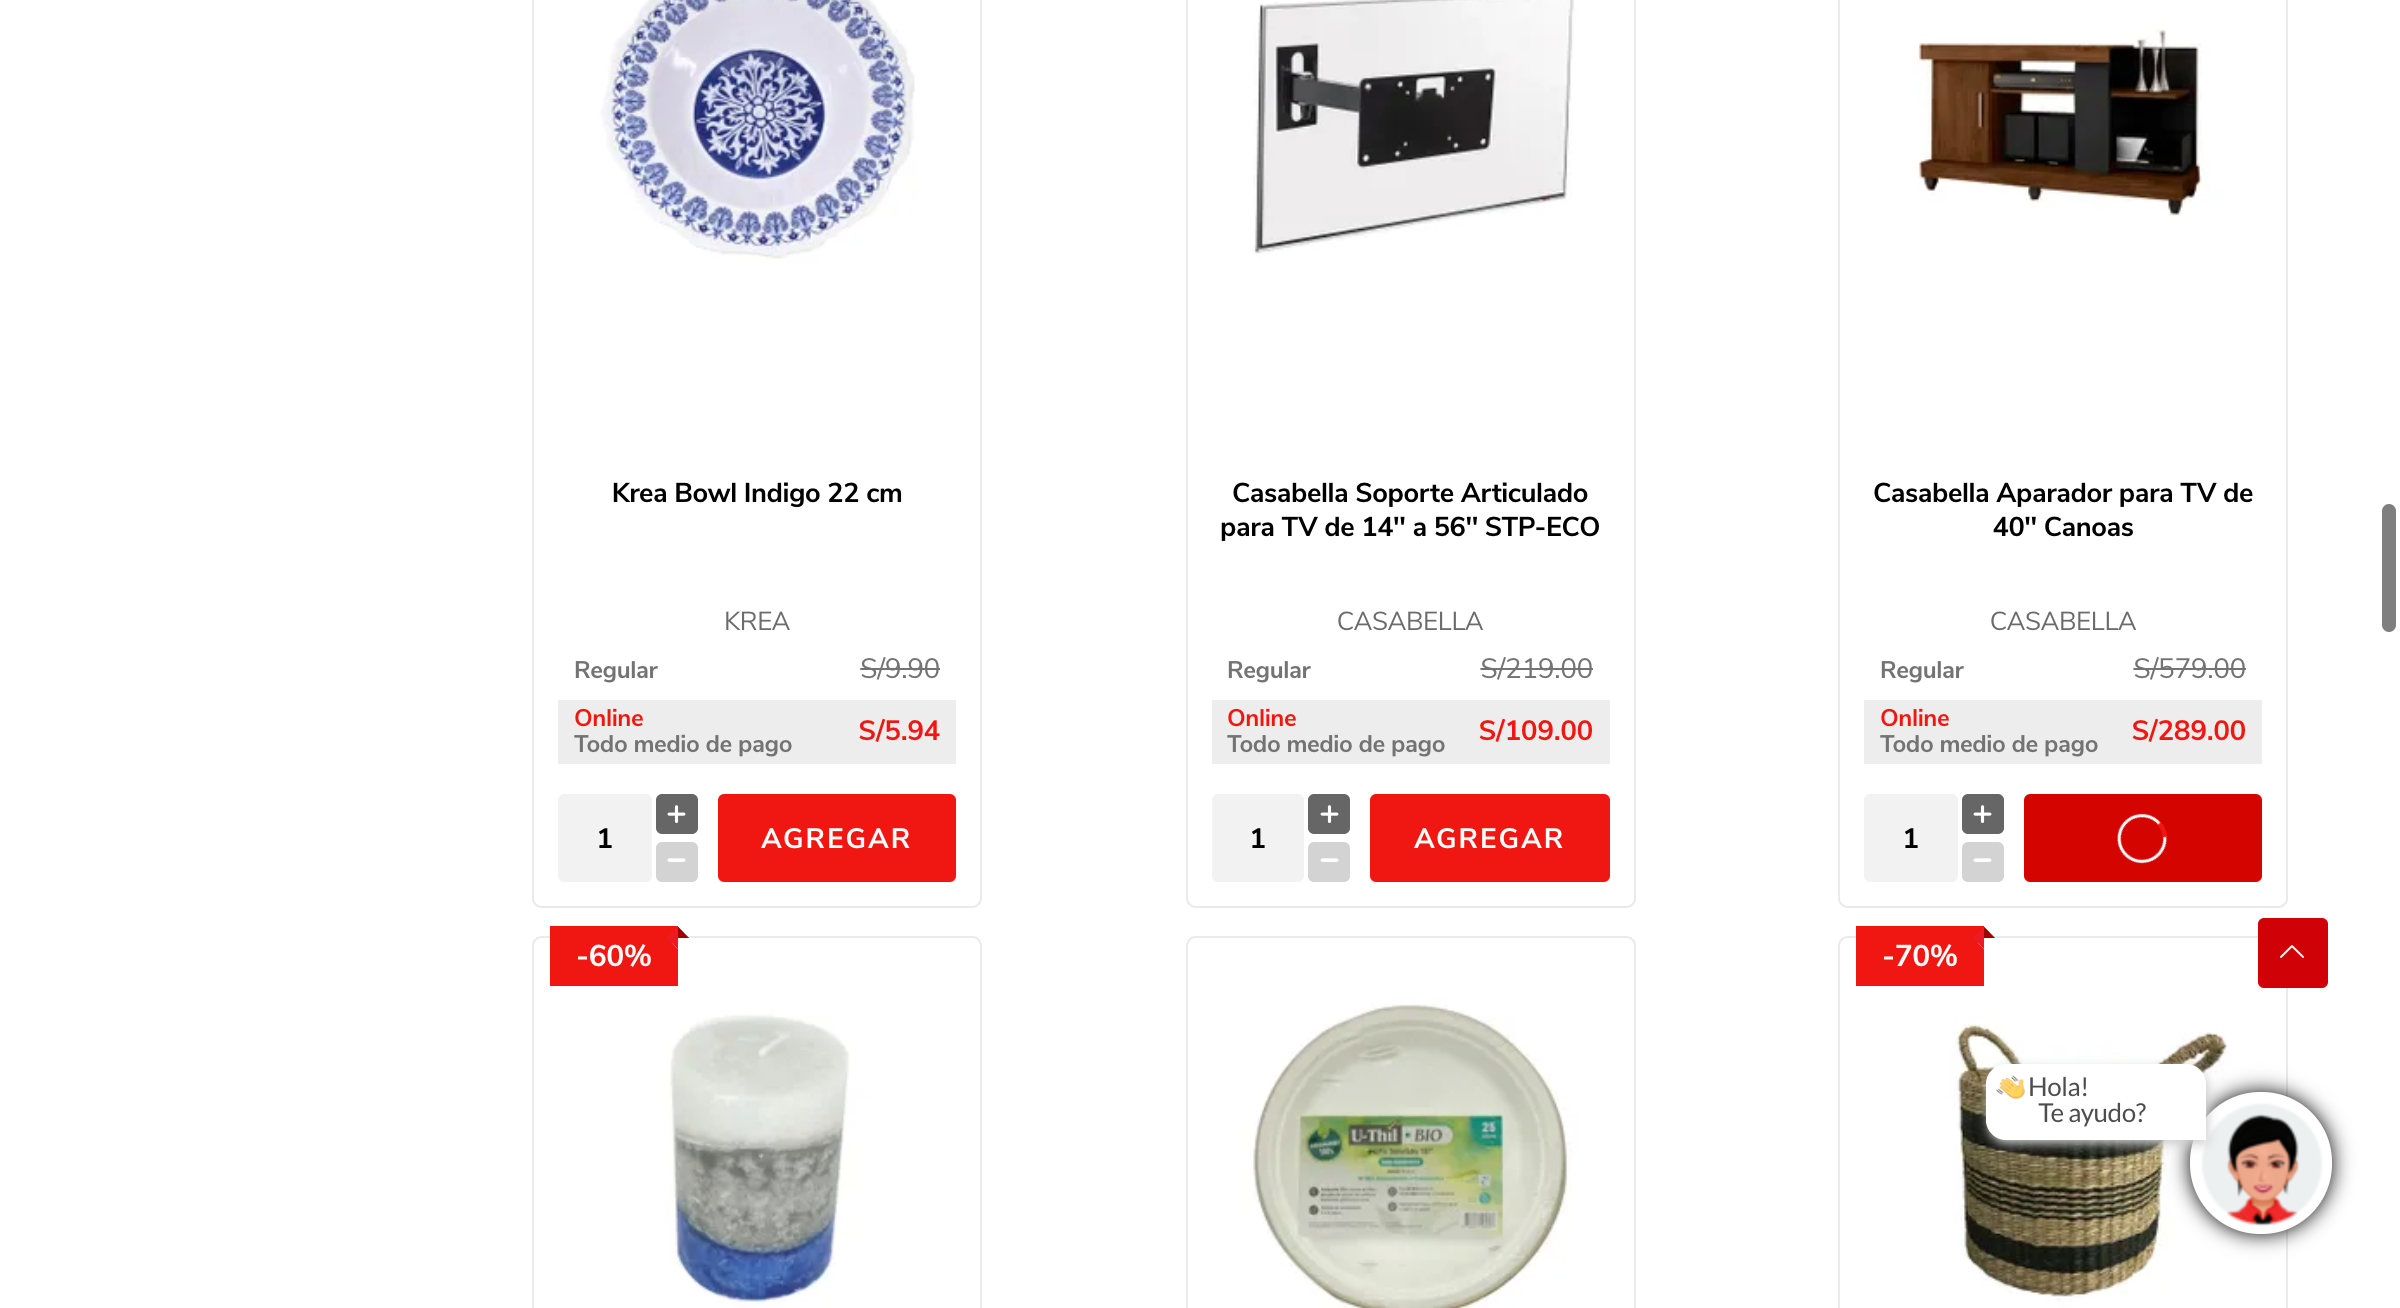 Krea Bowl Indigo 22 cm
KREA
Regular S/9.90
Online
Todo medio de pago
S/5.94
1
+
−
AGREGAR
Casabella Soporte Articulado
para TV de 14" a 56" STP-ECO
CASABELLA
Regular S/219.00
Online
Todo medio de pago
S/109.00
1
+
−
AGREGAR
Casabella Aparador para TV de
40" Canoas
CASABELLA
Regular S/579.00
Online
Todo medio de pago
S/289.00
1
+
−
-60%
U-Thil • BIO
25
-70%
👋Hola!
Te ayudo?